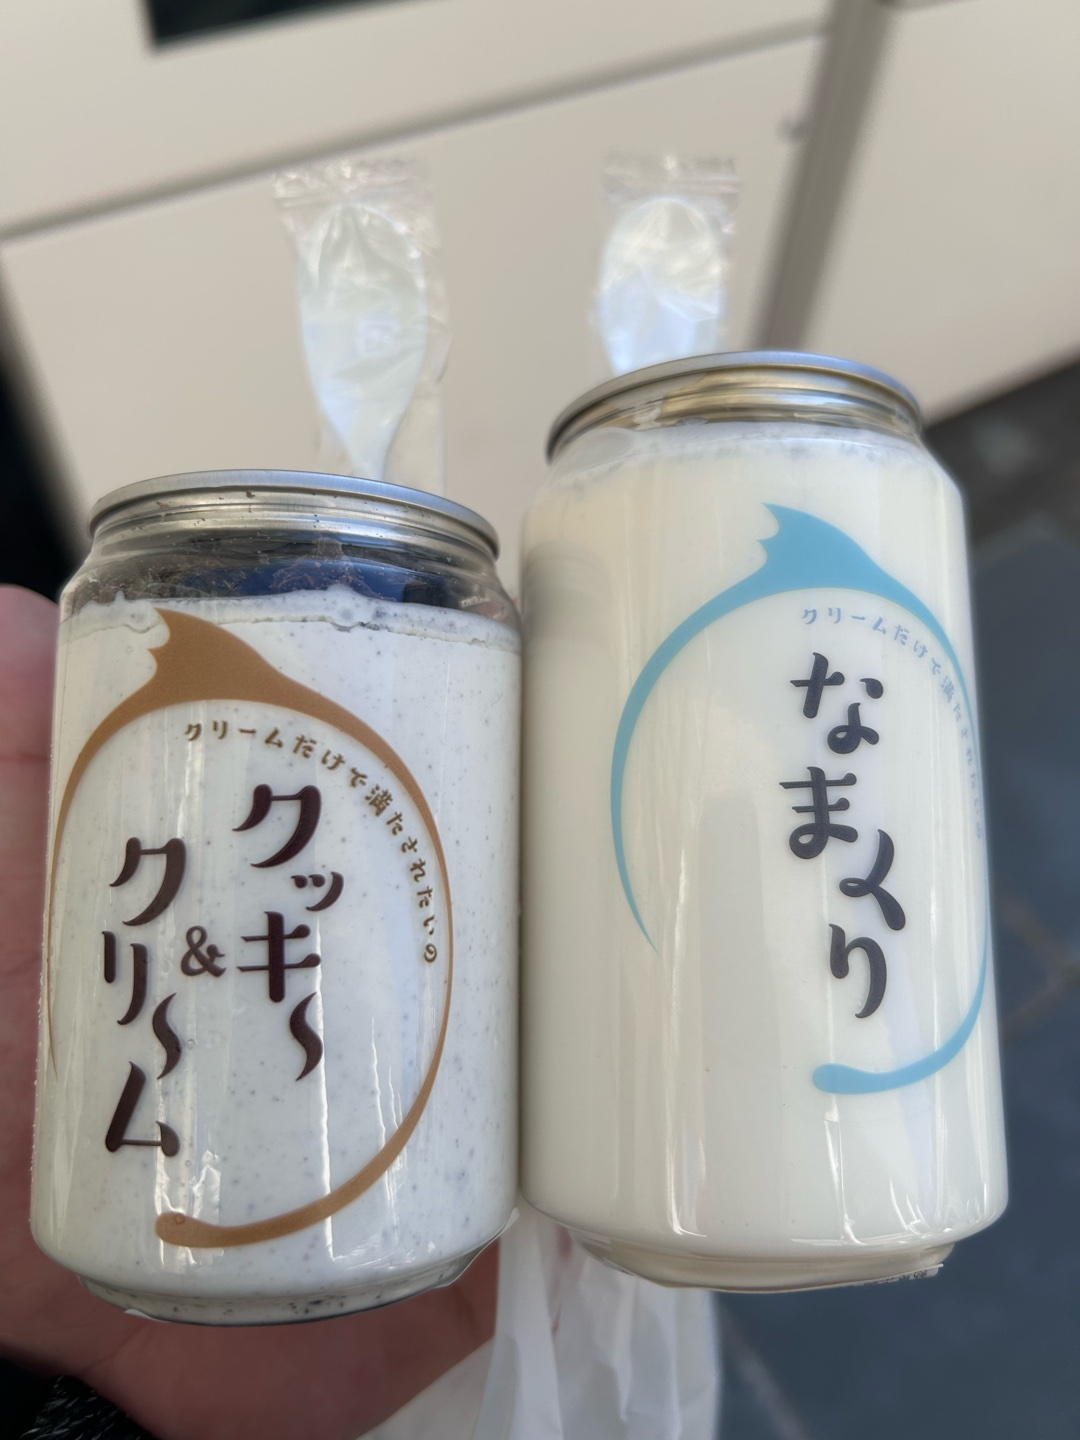 クリームだけで満たされたいの
クッキ〜
&
クリ〜ム
クリームだけで満たされたいの
なまくり